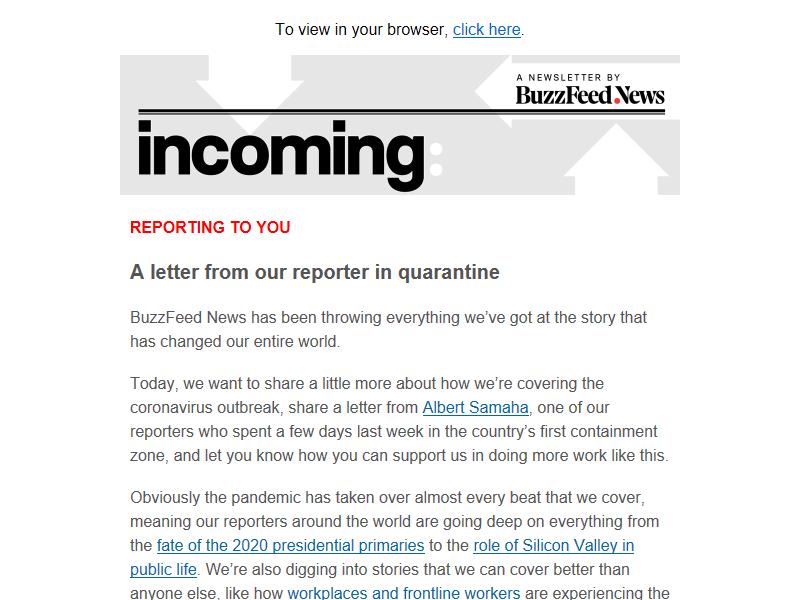 To view in your browser, click here.
A NEWSLETTER BY
BuzzFeed.News
incoming:
REPORTING TO YOU
A letter from our reporter in quarantine
BuzzFeed News has been throwing everything we’ve got at the story that
has changed our entire world.
Today, we want to share a little more about how we’re covering the
coronavirus outbreak, share a letter from Albert Samaha, one of our
reporters who spent a few days last week in the country’s first containment
zone, and let you know how you can support us in doing more work like this.
Obviously the pandemic has taken over almost every beat that we cover,
meaning our reporters around the world are going deep on everything from
the fate of the 2020 presidential primaries to the role of Silicon Valley in
public life. We’re also digging into stories that we can cover better than
anyone else, like how workplaces and frontline workers are experiencing the